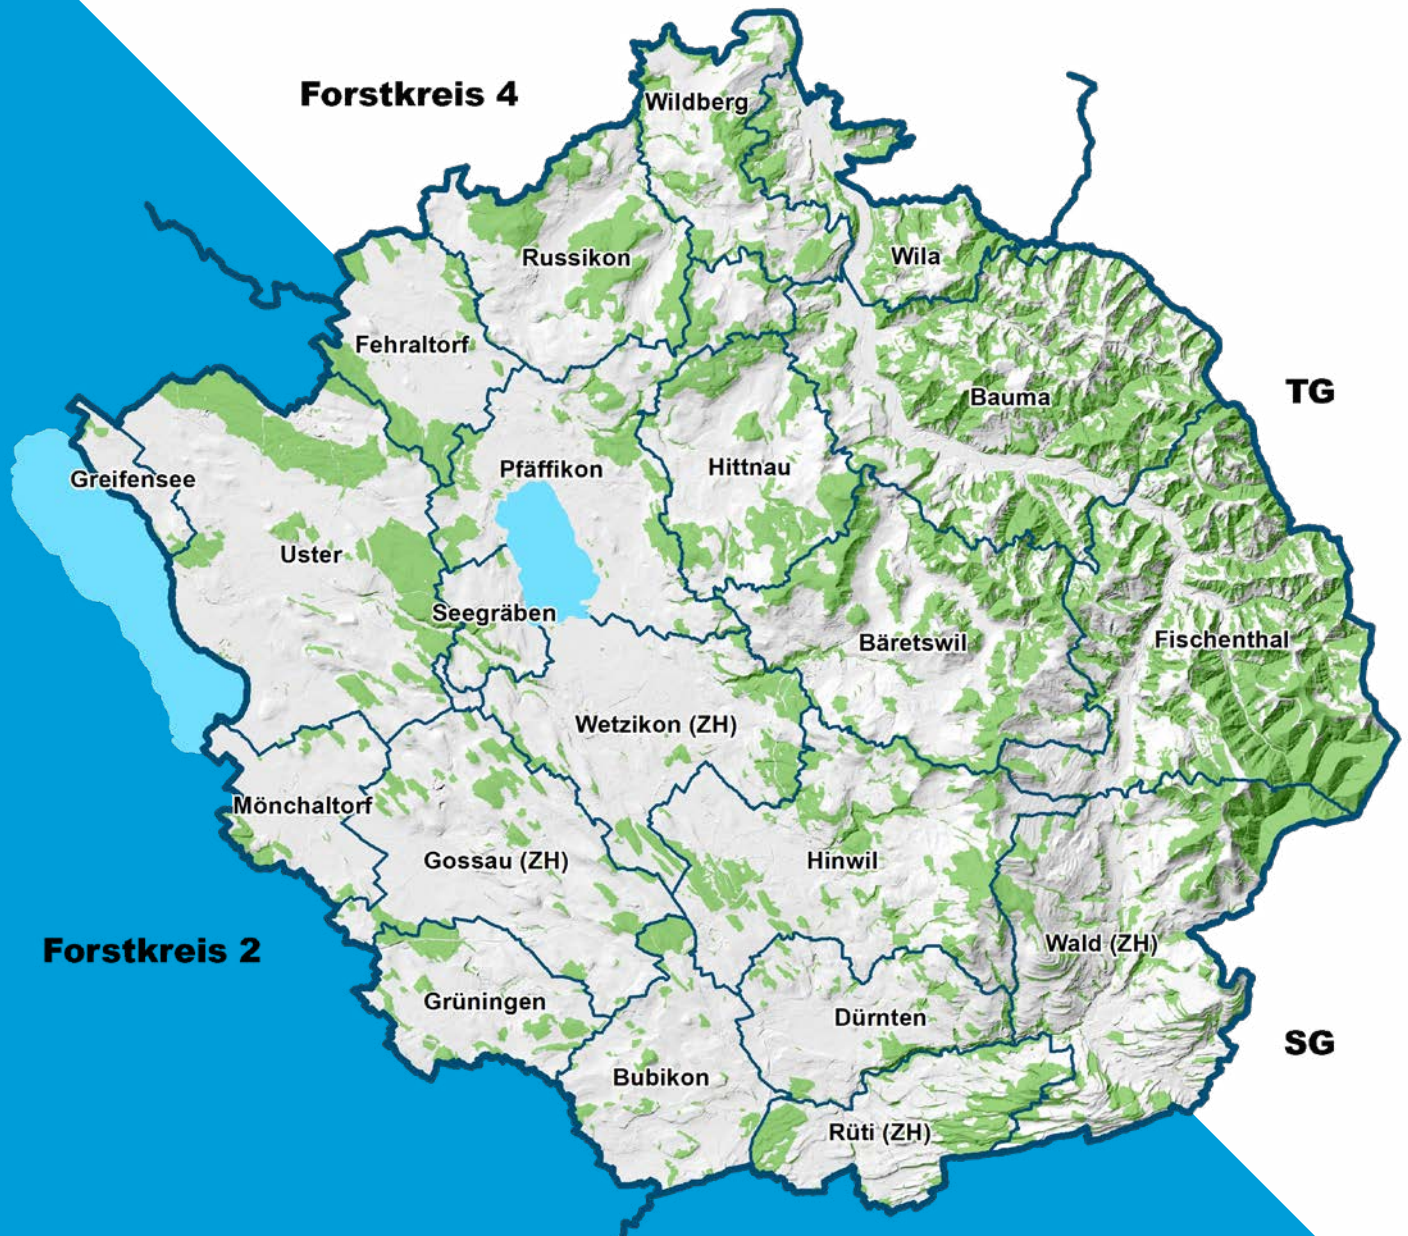 Forstkreis 4
Wildberg
Russikon
Wila
Fehraltorf
TG
Bauma
Pfäffikon
Hittnau
Greifensee
Uster
Seegräben
Bäretswil
Fischenthal
Wetzikon (ZH)
Mönchaltorf
Gossau (ZH)
Hinwil
Forstkreis 2
Wald (ZH)
Grüningen
Dürnten
SG
Bubikon
Rüti (ZH)